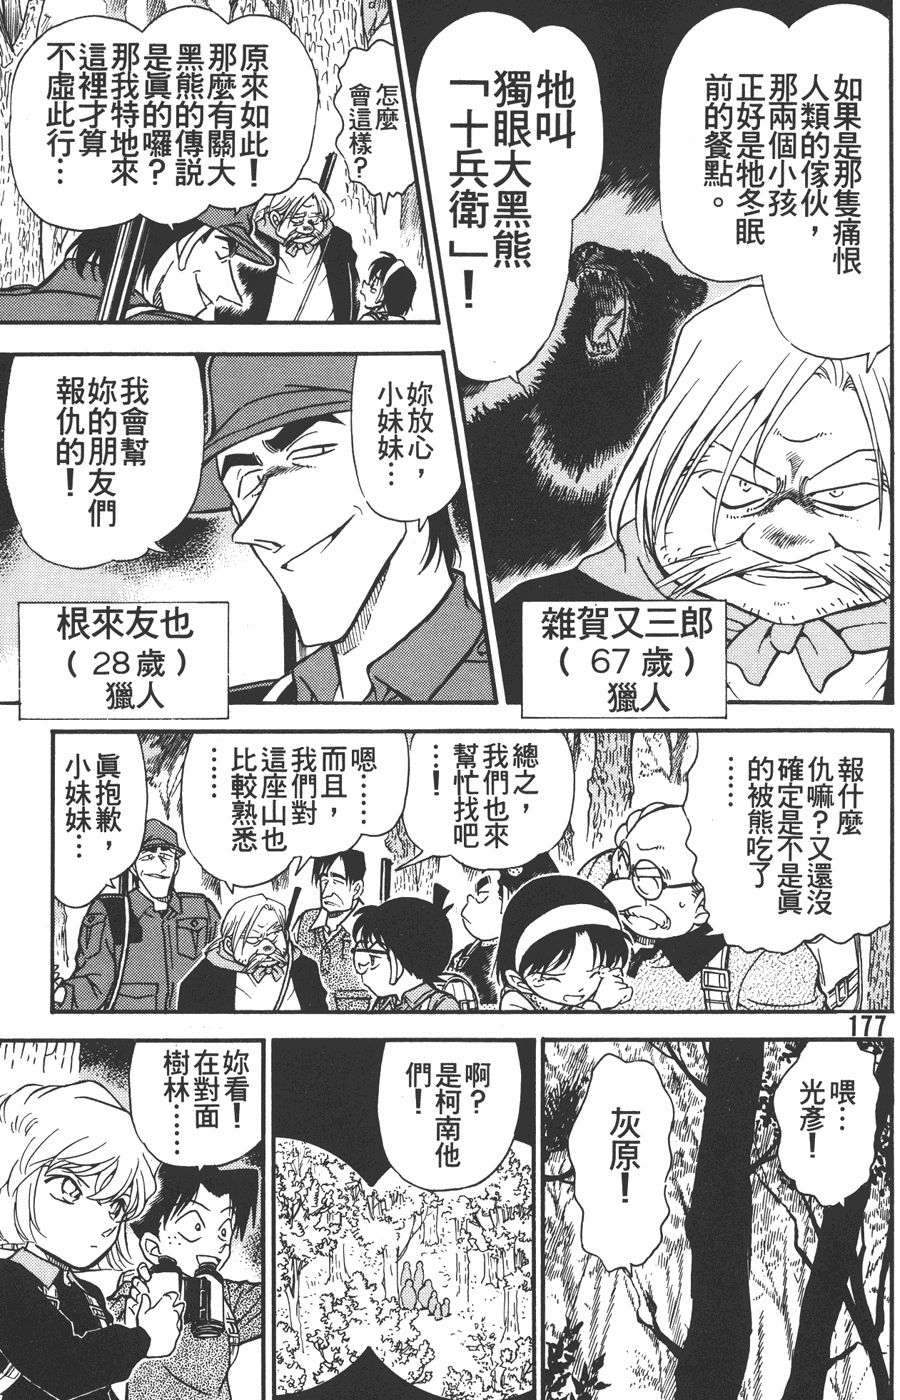 如果是那隻痛恨
人類的傢伙，
那兩個小孩
正好是牠冬眠
前的餐點。
牠叫
獨眼大黑熊
「十兵衛」！
雜賀又三郎
（67歲）
獵人
怎麼
會這樣？
原來如此！
那麼有關大
黑熊的傳說
是眞的囉？
那我特地來
這裡才算
不虛此行…
妳放心，
小妹妹…
我會幫
妳的朋友們
報仇的！
根來友也
（28歲）
獵人
報什麼
仇嘛？又還沒
確定是不是眞
的被熊吃了
……
總之，
我們也來
幫忙找吧
…！
嗯……
而且，
我們對
這座山也
比較熟悉
……
眞抱歉，
小妹妹…
177
喂…
光彥！
灰原！
啊？
是柯南他
們！
妳看！
在對面
樹林……